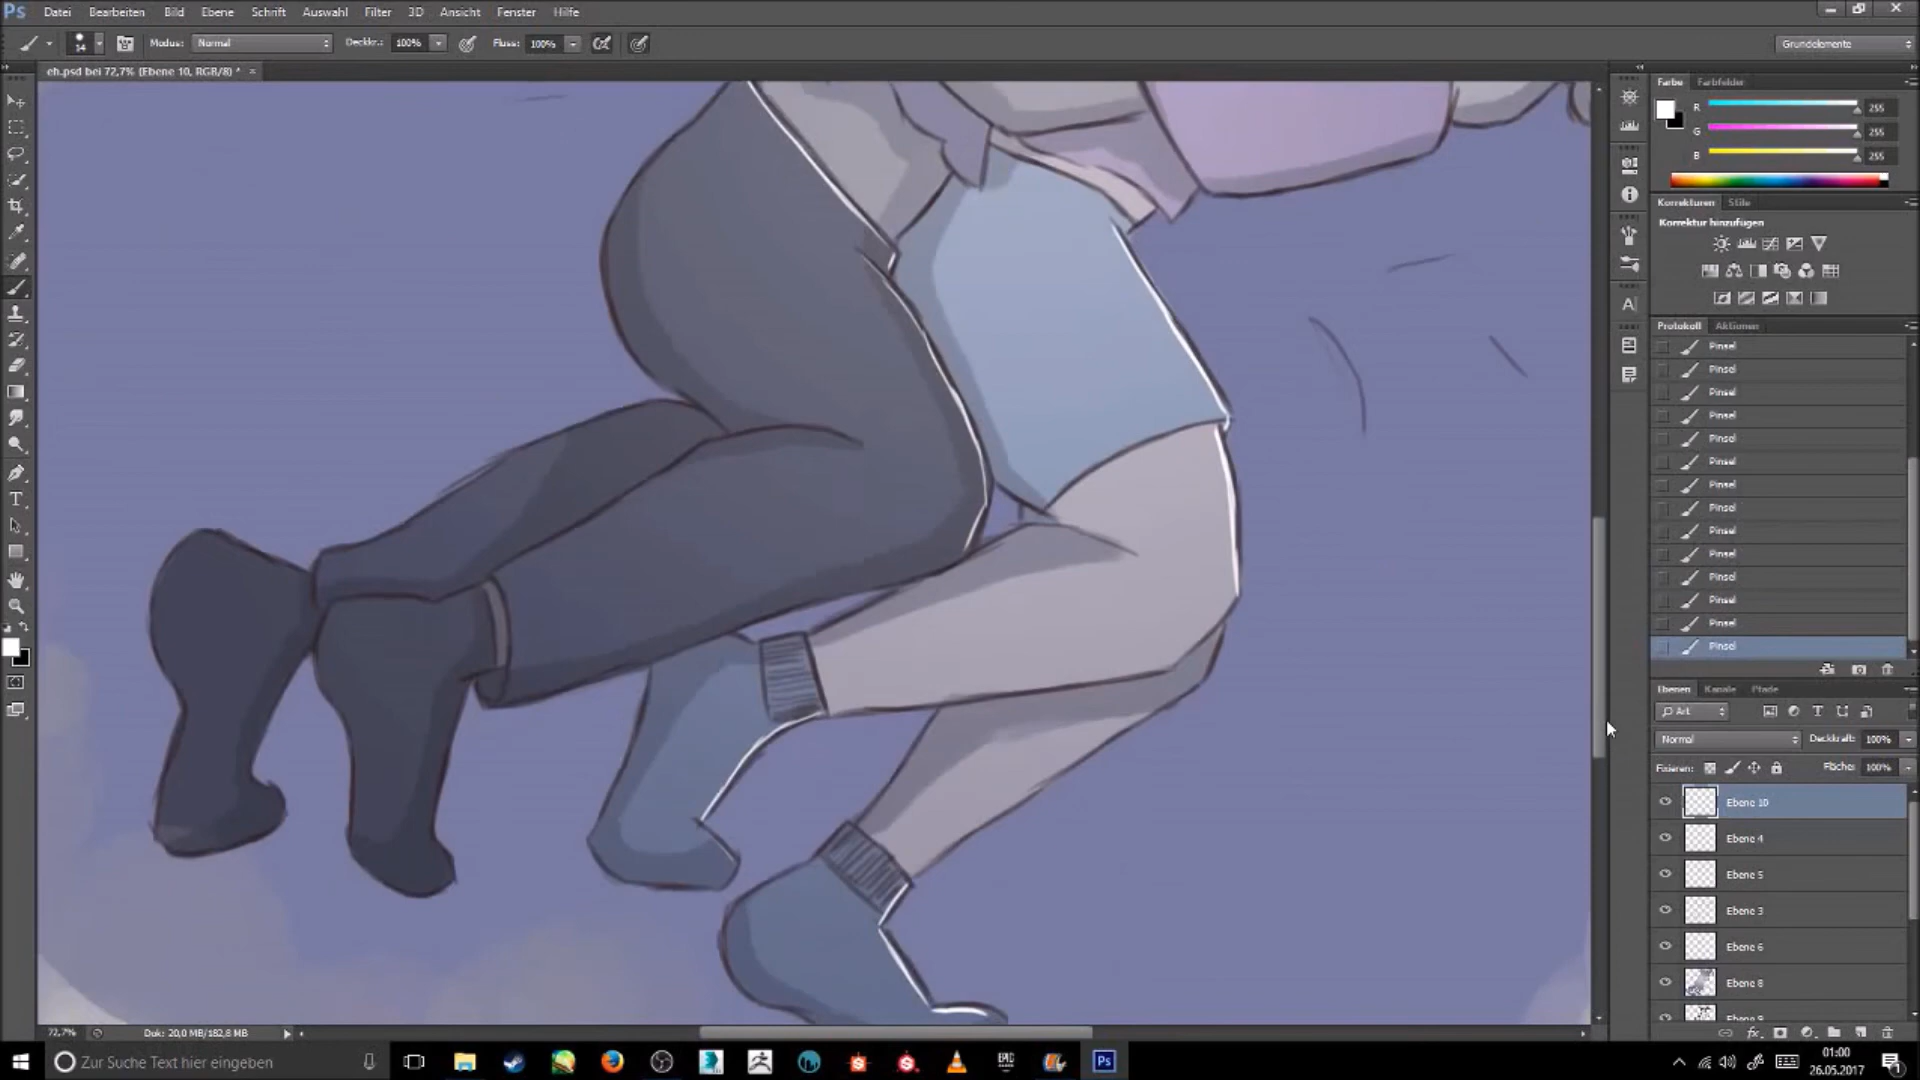 Ps Datei Bearbeiten Bild Ebene Schrift Auswahl Filter 3D Ansicht Fenster Hilfe
14 Modus: Normal Deckkr.: 100% Fluss: 100% Grundelemente
eh.psd bei 72,7% (Ebene 10, RGB/8) * ×
Farbe Farbfelder
R 255
G 255
B 255
Korrekturen Stile
Korrektur hinzufügen
Protokoll Aktionen
Pinsel
Pinsel
Pinsel
Pinsel
Pinsel
Pinsel
Pinsel
Pinsel
Pinsel
Pinsel
Pinsel
Pinsel
Pinsel
Pinsel
Ebenen Kanäle Pfade
Art
Normal Deckkraft: 100%
Fixieren: Fläche: 100%
Ebene 10
Ebene 4
Ebene 5
Ebene 3
Ebene 6
Ebene 8
Ebene 9
72,7% Dok: 20,0 MB/182,8 MB
Zur Suche Text hier eingeben
EPIC
Ps
01:00
26.05.2017
1